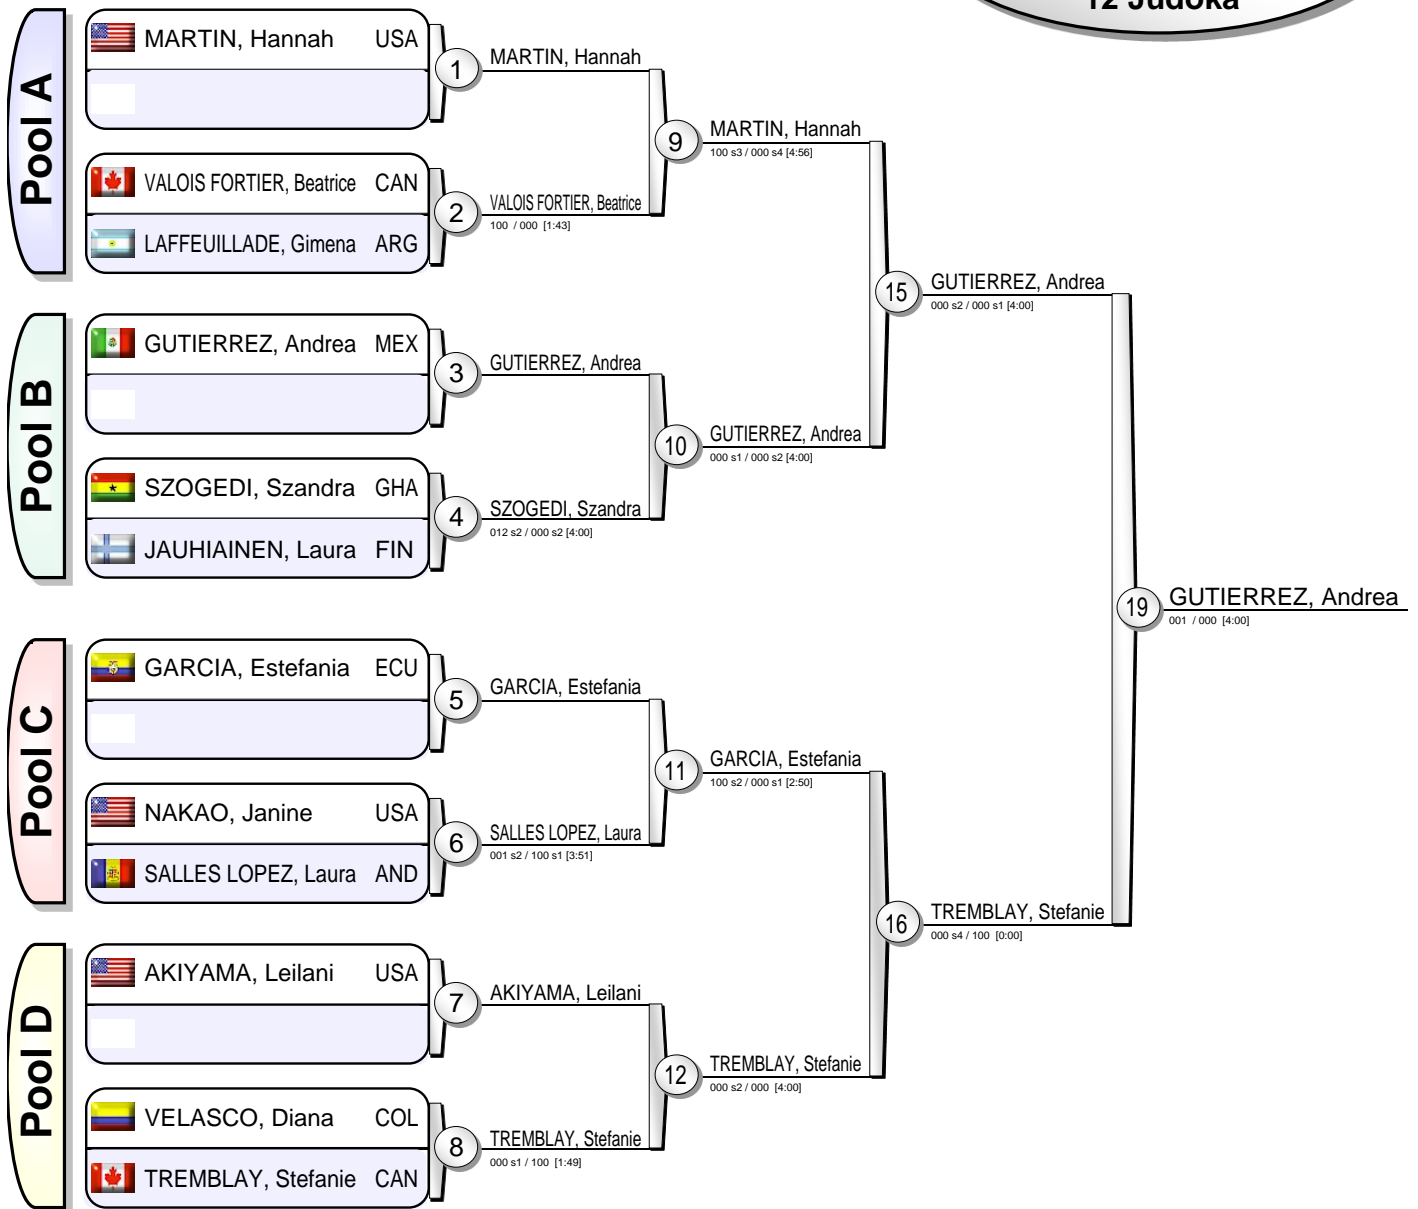 12 Judoka
Pool A
MARTIN, Hannah USA
VALOIS FORTIER, Beatrice CAN
LAFFEUILLADE, Gimena ARG
1
MARTIN, Hannah
2
VALOIS FORTIER, Beatrice
100 / 000 [1:43]
9
MARTIN, Hannah
100 s3 / 000 s4 [4:56]
Pool B
GUTIERREZ, Andrea MEX
SZOGEDI, Szandra GHA
JAUHIAINEN, Laura FIN
3
GUTIERREZ, Andrea
4
SZOGEDI, Szandra
012 s2 / 000 s2 [4:00]
10
GUTIERREZ, Andrea
000 s1 / 000 s2 [4:00]
15
GUTIERREZ, Andrea
000 s2 / 000 s1 [4:00]
Pool C
GARCIA, Estefania ECU
NAKAO, Janine USA
SALLES LOPEZ, Laura AND
5
GARCIA, Estefania
6
SALLES LOPEZ, Laura
001 s2 / 100 s1 [3:51]
11
GARCIA, Estefania
100 s2 / 000 s1 [2:50]
Pool D
AKIYAMA, Leilani USA
VELASCO, Diana COL
TREMBLAY, Stefanie CAN
7
AKIYAMA, Leilani
8
TREMBLAY, Stefanie
000 s1 / 100 [1:49]
12
TREMBLAY, Stefanie
000 s2 / 000 [4:00]
16
TREMBLAY, Stefanie
000 s4 / 100 [0:00]
19
GUTIERREZ, Andrea
001 / 000 [4:00]